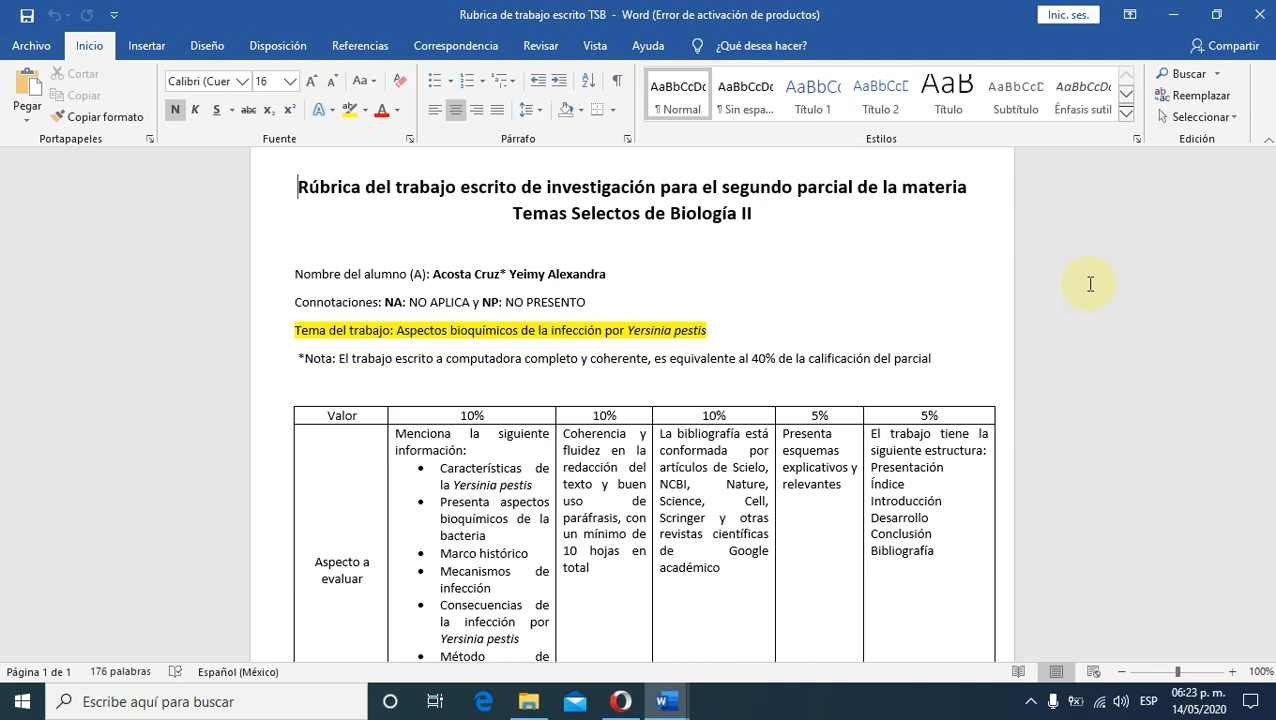 Rubrica de trabajo escrito TSB - Word (Error de activación de productos)
Inic. ses.
Archivo Inicio Insertar Diseño Disposición Referencias Correspondencia Revisar Vista Ayuda ¿Qué desea hacer? Compartir
Pegar
Cortar
Copiar
Copiar formato
Portapapeles
Calibri (Cuer 16
Fuente
Párrafo
AaBbCcDc AaBbCcDc AaBbCcI AaBbCcD AaB AaBbCcD AaBbCcDt
¶ Normal ¶ Sin espa... Título 1 Título 2 Título Subtítulo Énfasis sutil
Estilos
Buscar
Reemplazar
Seleccionar
Edición
Rúbrica del trabajo escrito de investigación para el segundo parcial de la materia
Temas Selectos de Biología II
Nombre del alumno (A): Acosta Cruz* Yeimy Alexandra
Connotaciones: NA: NO APLICA y NP: NO PRESENTO
Tema del trabajo: Aspectos bioquímicos de la infección por Yersinia pestis
*Nota: El trabajo escrito a computadora completo y coherente, es equivalente al 40% de la calificación del parcial
Valor 10% 10% 10% 5% 5%
Aspecto a
evaluar
Menciona la siguiente
información:
• Características de
la Yersinia pestis
• Presenta aspectos
bioquímicos de la
bacteria
• Marco histórico
• Mecanismos de
infección
• Consecuencias de
la infección por
Yersinia pestis
• Método de
Coherencia y
fluidez en la
redacción del
texto y buen
uso de
paráfrasis, con
un mínimo de
10 hojas en
total
La bibliografía está
conformada por
artículos de Scielo,
NCBI, Nature,
Science, Cell,
Scringer y otras
revistas científicas
de Google
académico
Presenta
esquemas
explicativos y
relevantes
El trabajo tiene la
siguiente estructura:
Presentación
Índice
Introducción
Desarrollo
Conclusión
Bibliografía
Página 1 de 1 176 palabras Español (México) 100%
Escribe aquí para buscar
ESP
06:23 p. m.
14/05/2020